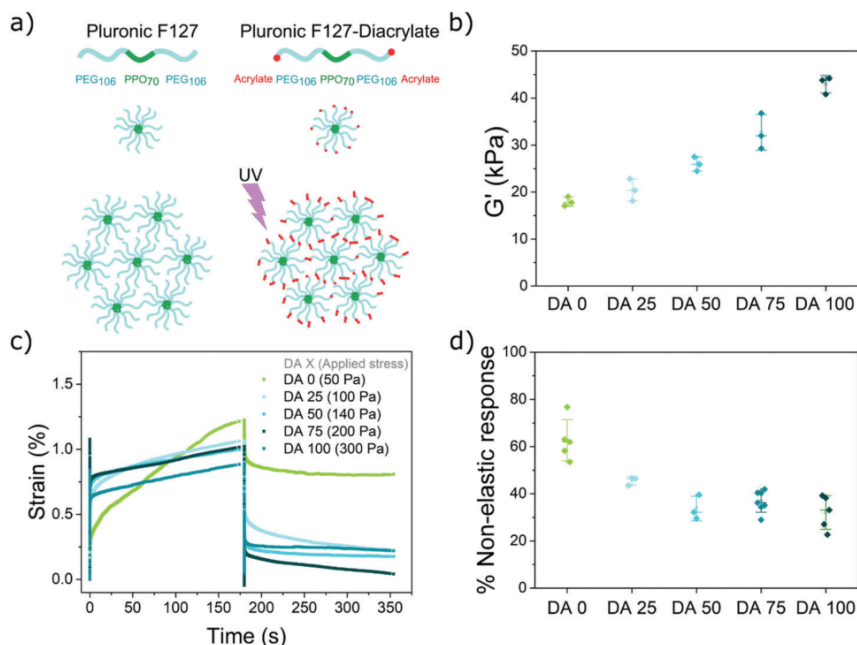 a)
Pluronic F127
Pluronic F127-Diacrylate
PEG106 PPO70 PEG106
Acrylate PEG106 PPO70 PEG106 Acrylate
UV
b)
G' (kPa)
50
40
30
20
10
0
DA 0 DA 25 DA 50 DA 75 DA 100
c)
Strain (%)
1.5
1.0
0.5
0.0
DA X (Applied stress)
DA 0 (50 Pa)
DA 25 (100 Pa)
DA 50 (140 Pa)
DA 75 (200 Pa)
DA 100 (300 Pa)
0 50 100 150 200 250 300 350
Time (s)
d)
% Non-elastic response
100
80
60
40
20
0
DA 0 DA 25 DA 50 DA 75 DA 100